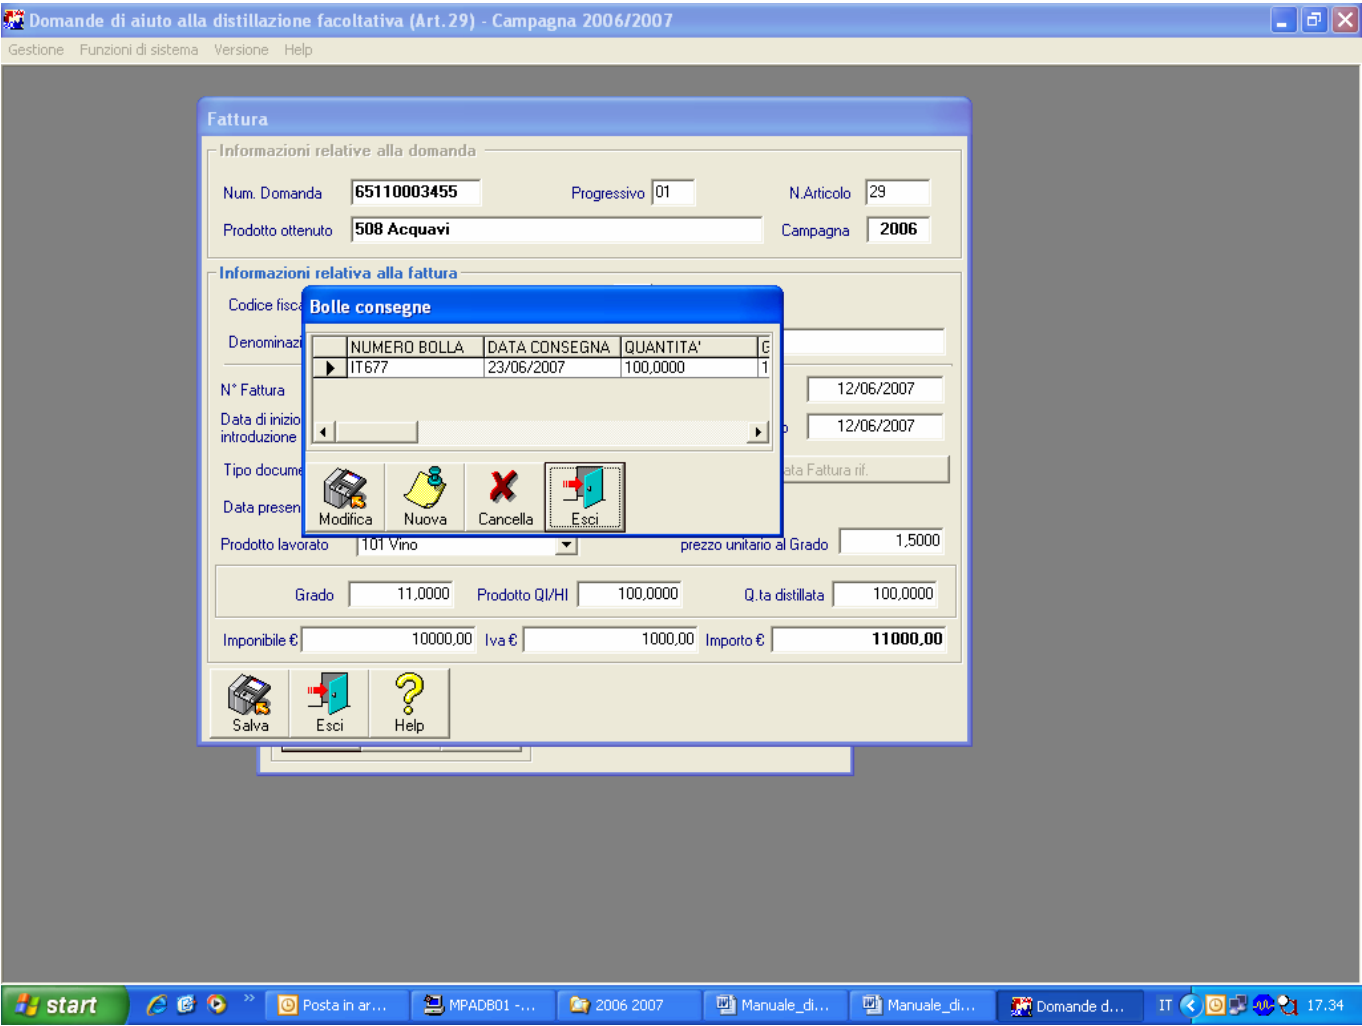 Domande di aiuto alla distillazione facoltativa (Art.29) - Campagna 2006/2007
Gestione Funzioni di sistema Versione Help
Fattura
Informazioni relative alla domanda
Num. Domanda 65110003455 Progressivo 01 N.Articolo 29
Prodotto ottenuto 508 Acquavi Campagna 2006
Informazioni relativa alla fattura
Codice fisc
Bolle consegne
Denominazi
NUMERO BOLLA DATA CONSEGNA QUANTITA' G
IT677 23/06/2007 100,0000 1
N° Fattura 12/06/2007
Data di inizio
introduzione 12/06/2007
Tipo docume ata Fattura rif.
Data presen
Modifica Nuova Cancella Esci
Prodotto lavorato 101 Vino prezzo unitario al Grado 1,5000
Grado 11,0000 Prodotto Ql/Hl 100,0000 Q.ta distillata 100,0000
Imponibile € 10000,00 Iva € 1000,00 Importo € 11000,00
Salva Esci Help
start Posta in ar... MPADB01 -... 2006 2007 Manuale_di... Manuale_di... Domande d... IT 17.34